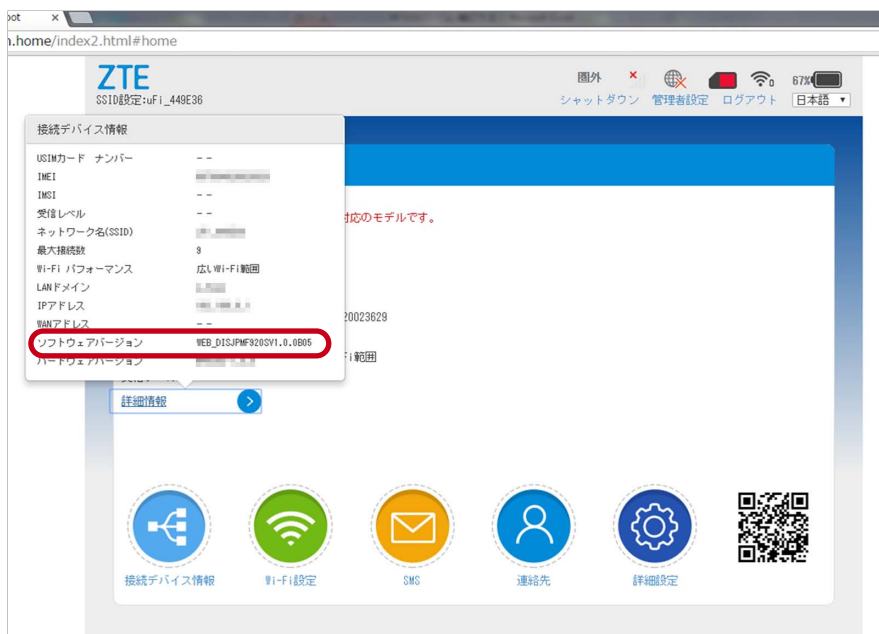 bot ×
n.home/index2.html#home
ZTE
SSID設定:uFi_449E36
圏外 67%
シャットダウン 管理者設定 ログアウト 日本語
接続デバイス情報
USIMカード ナンバー --
IMEI
IMSI --
受信レベル --
ネットワーク名(SSID)
最大接続数 9
Wi-Fi パフォーマンス 広いWi-Fi範囲
LANドメイン
IPアドレス
WANアドレス --
ソフトウェアバージョン WEB_DISJPMF920SV1.0.0B05
ハードウェアバージョン
対応のモデルです。
20023629
i範囲
詳細情報
接続デバイス情報 Wi-Fi設定 SMS 連絡先 詳細設定